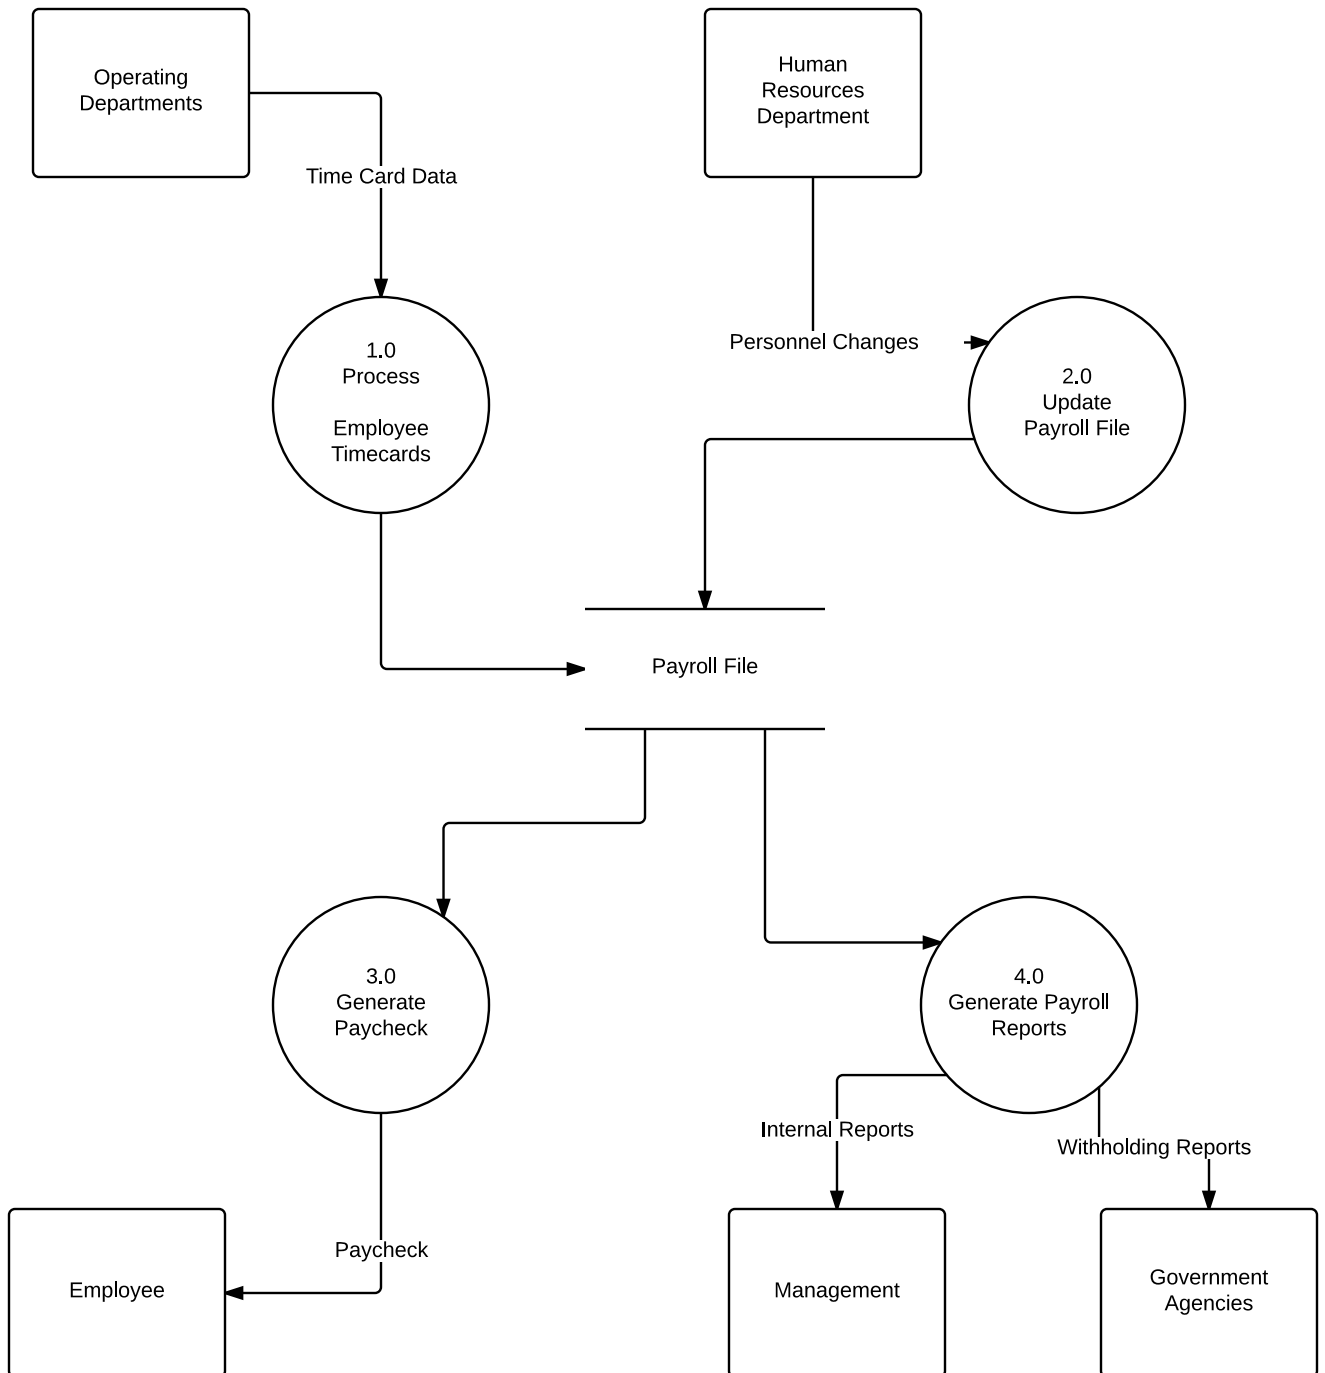 Operating
Departments
Human
Resources
Department
Time Card Data
Personnel Changes
1.0
Process
Employee
Timecards
2.0
Update
Payroll File
Payroll File
3.0
Generate
Paycheck
4.0
Generate Payroll
Reports
Internal Reports
Withholding Reports
Paycheck
Employee
Management
Government
Agencies